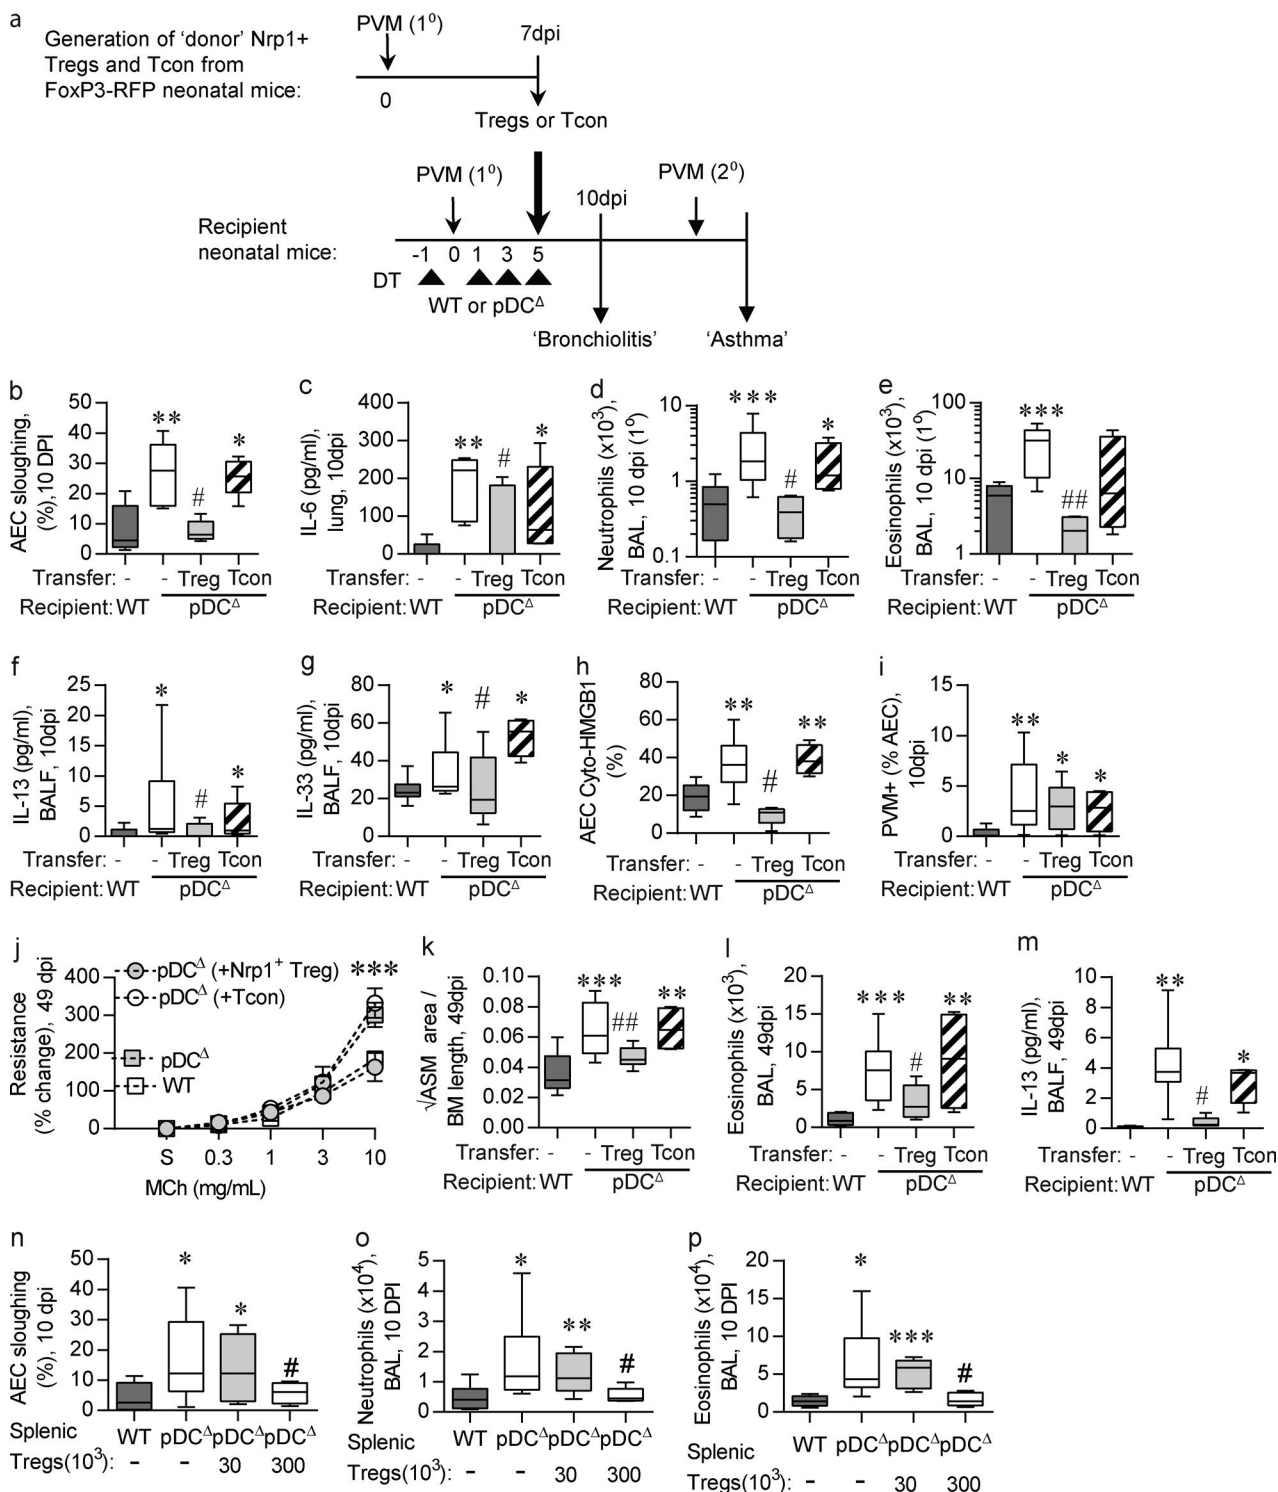 a
Generation of ‘donor’ Nrp1+
Tregs and Tcon from
FoxP3-RFP neonatal mice:
PVM (1⁰)
7dpi
0
Tregs or Tcon
Recipient
neonatal mice:
PVM (1⁰)
10dpi
PVM (2⁰)
-1 0 1 3 5
DT
WT or pDC^Δ
‘Bronchiolitis’
‘Asthma’
b
AEC sloughing,
(%),10 DPI
50
40
30
20
10
0
**
#
*
Transfer: - - Treg Tcon
Recipient: WT pDC^Δ
c
IL-6 (pg/ml),
lung, 10dpi
400
300
200
100
0
**
#
*
- - Treg Tcon
WT pDC^Δ
d
Neutrophils (x10³),
BAL, 10 dpi (1⁰)
10
1
0.1
***
#
*
Transfer: - - Treg Tcon
Recipient: WT pDC^Δ
e
Eosinophils (x10³),
BAL, 10 dpi (1⁰)
100
10
1
***
##
- - Treg Tcon
WT pDC^Δ
f
IL-13 (pg/ml),
BALF, 10dpi
25
20
15
10
5
0
*
#
*
Transfer: - - Treg Tcon
Recipient: WT pDC^Δ
g
IL-33 (pg/ml),
BALF, 10dpi
80
60
40
20
0
*
#
*
- - Treg Tcon
WT pDC^Δ
h
AEC Cyto-HMGB1
(%)
80
60
40
20
0
**
#
**
Transfer: - - Treg Tcon
Recipient: WT pDC^Δ
i
PVM+ (% AEC),
10dpi
15
10
5
0
**
*
*
- - Treg Tcon
WT pDC^Δ
j
Resistance
(% change), 49 dpi
400
300
200
100
0
pDC^Δ (+Nrp1⁺ Treg)
pDC^Δ (+Tcon)
pDC^Δ
WT
***
S 0.3 1 3 10
MCh (mg/mL)
k
√ASM area /
BM length, 49dpi
0.10
0.08
0.06
0.04
0.02
0.00
***
##
**
Transfer: - - Treg Tcon
Recipient: WT pDC^Δ
l
Eosinophils (x10³),
BAL, 49dpi
20
15
10
5
0
***
#
**
- - Treg Tcon
WT pDC^Δ
m
IL-13 (pg/ml),
BALF, 49dpi
10
8
6
4
2
0
**
#
*
Transfer: - - Treg Tcon
Recipient: WT pDC^Δ
n
AEC sloughing
(%), 10 dpi
50
40
30
20
10
0
*
*
#
Splenic WT pDC^Δ pDC^Δ pDC^Δ
Tregs(10³): - - 30 300
o
Neutrophils (x10⁴),
BAL, 10 DPI
5
4
3
2
1
0
*
**
#
Splenic WT pDC^Δ pDC^Δ pDC^Δ
Tregs(10³): - - 30 300
p
Eosinophils (x10⁴),
BAL, 10 DPI
20
15
10
5
0
*
***
#
Splenic WT pDC^Δ pDC^Δ pDC^Δ
Tregs(10³): - - 30 300